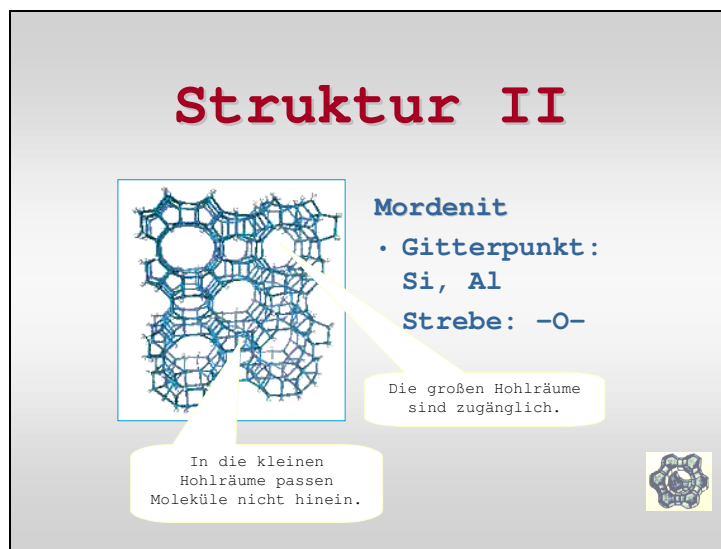 Struktur II
Mordenit
• Gitterpunkt:
Si, Al
Strebe: –O–
Die großen Hohlräume
sind zugänglich.
In die kleinen
Hohlräume passen
Moleküle nicht hinein.